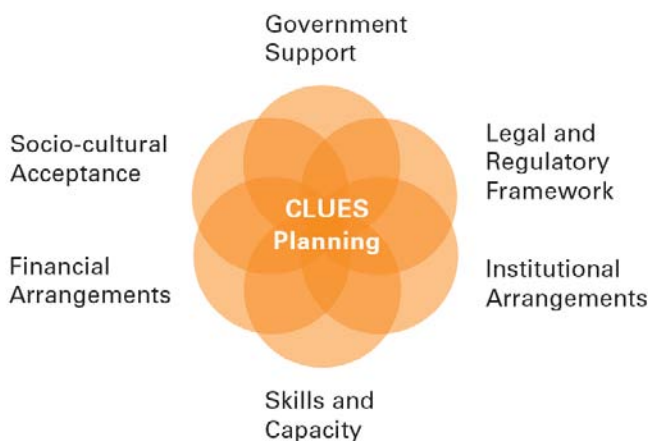 Government
Support
Socio-cultural
Acceptance
Legal and
Regulatory
Framework
CLUES
Planning
Financial
Arrangements
Institutional
Arrangements
Skills and
Capacity